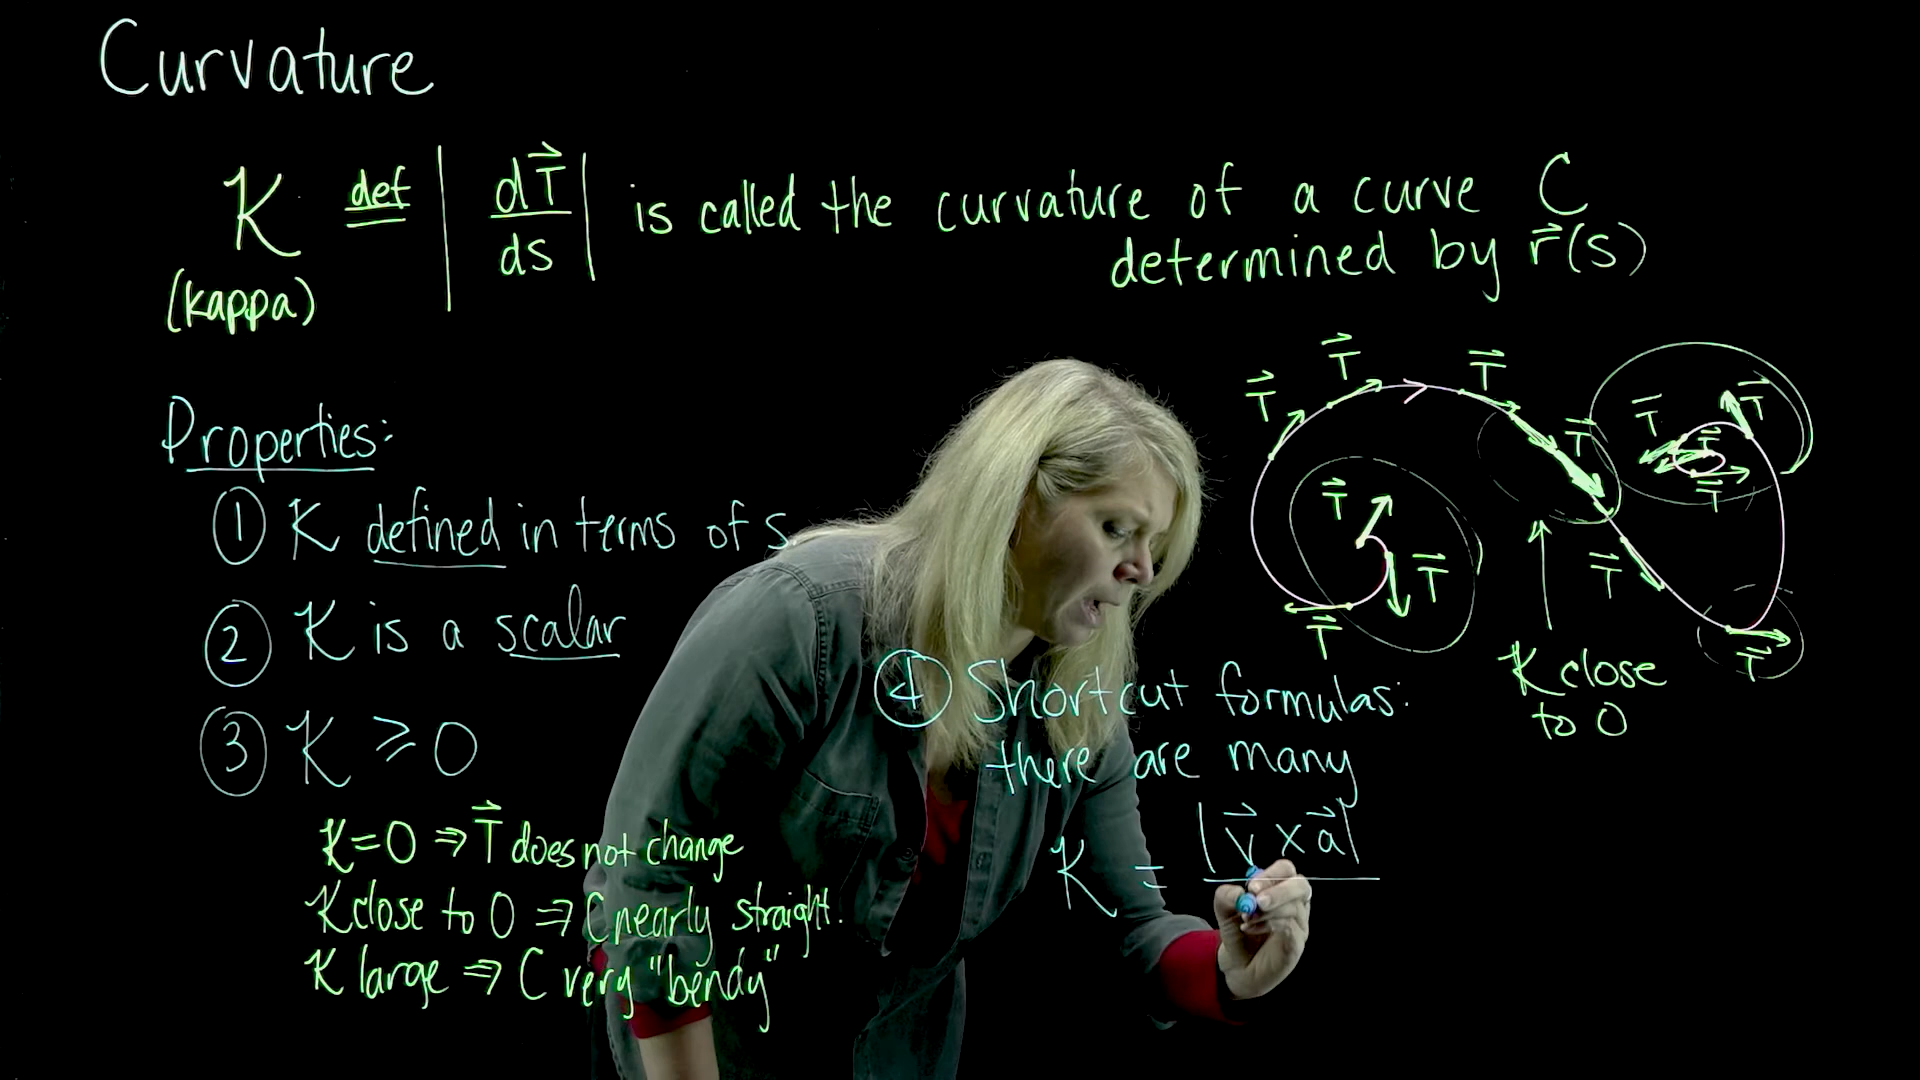 Curvature
K def = | dT⃗ / ds | is called the curvature of a curve C
(kappa) determined by r⃗(s)
Properties:
① K defined in terms of s.
② K is a scalar
③ K ≥ 0
K = 0 ⇒ T⃗ does not change
K close to 0 ⇒ C nearly straight.
K large ⇒ C very "bendy"
④ Shortcut formulas:
there are many
K = |v⃗ × a⃗|
T⃗
T⃗
T⃗
T⃗
T⃗
T⃗
T⃗
T⃗
T⃗
T⃗
T⃗
T⃗
T⃗
K close
to 0